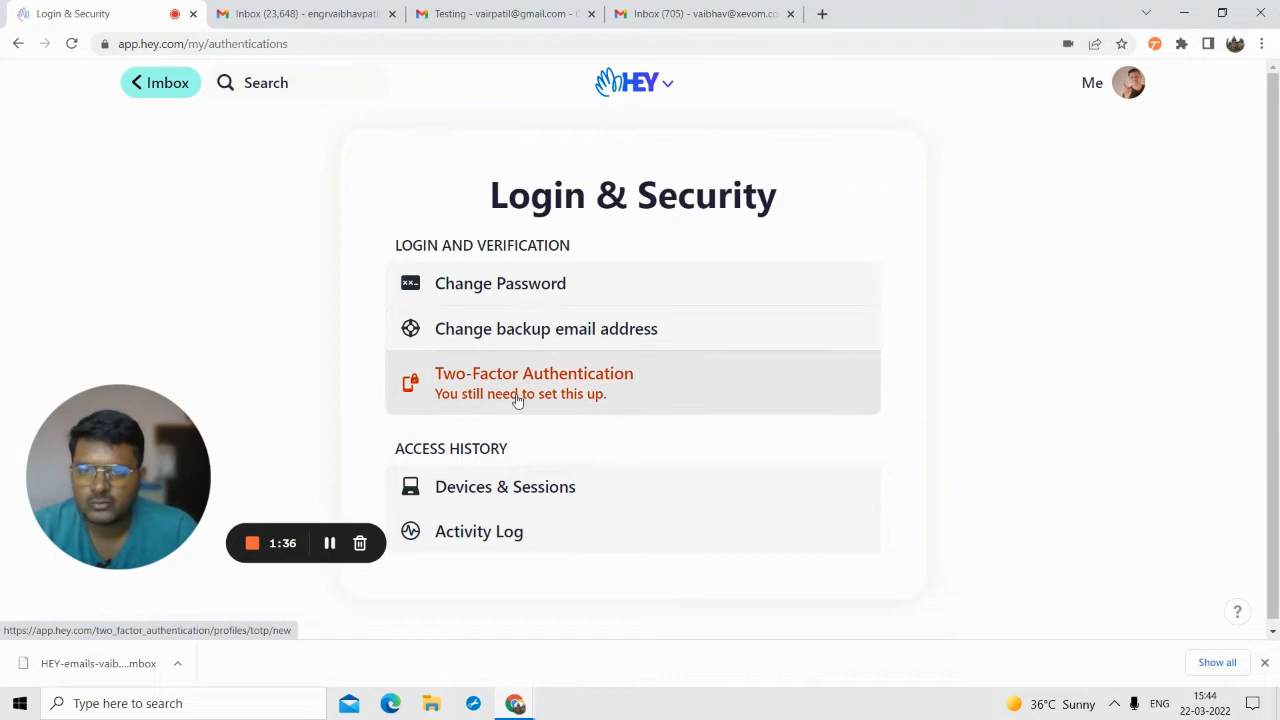 Login & Security
Inbox (23,648) - engrvaibhavpati
Testing - vairpatil@gmail.com - C
Inbox (705) - vaibhav@xevom.co
app.hey.com/my/authentications
Imbox
Search
HEY
Me
Login & Security
LOGIN AND VERIFICATION
Change Password
Change backup email address
Two-Factor Authentication
You still need to set this up.
ACCESS HISTORY
Devices & Sessions
Activity Log
1:36
?
https://app.hey.com/two_factor_authentication/profiles/totp/new
HEY-emails-vaib....mbox
Show all
Type here to search
36°C Sunny
ENG
15:44
22-03-2022